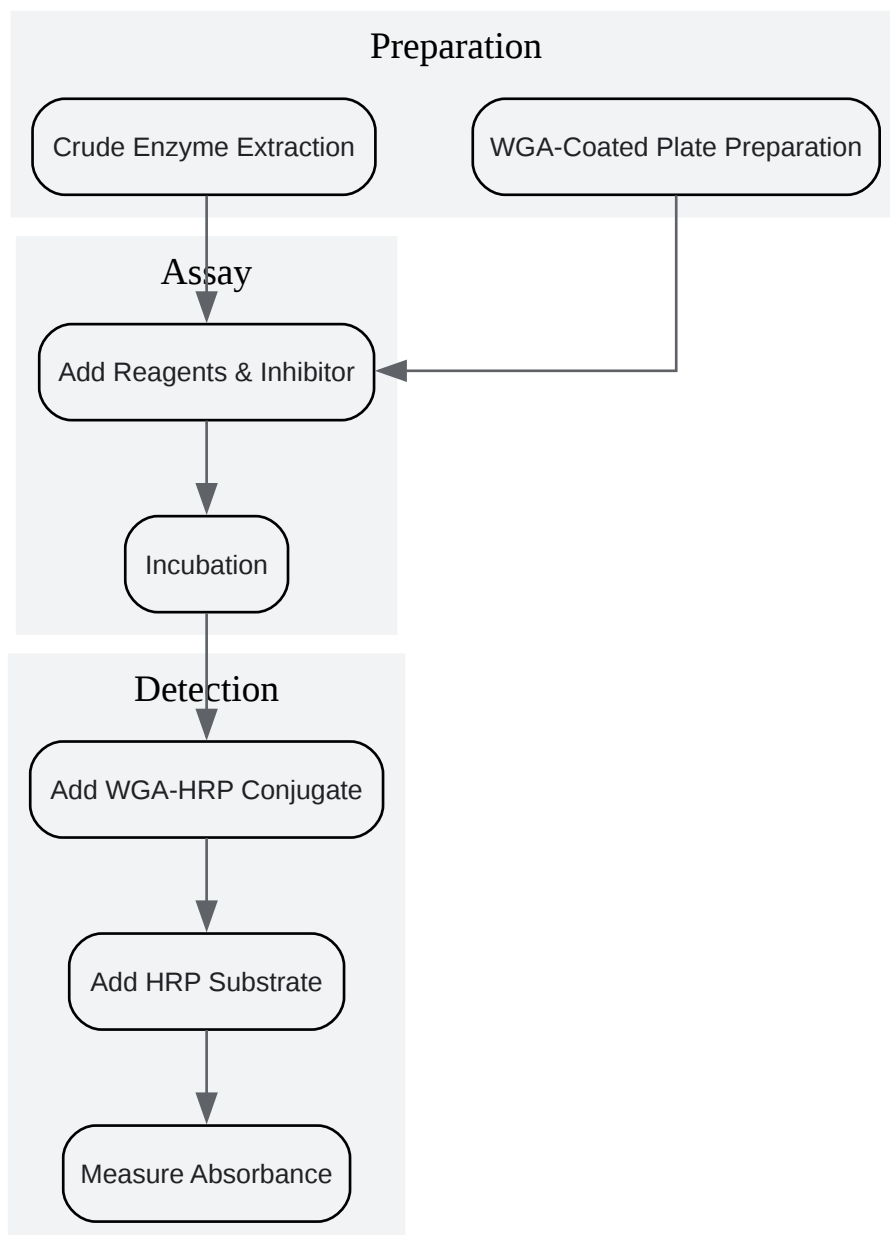 Preparation
Crude Enzyme Extraction
WGA-Coated Plate Preparation
Assay
Add Reagents & Inhibitor
Incubation
Detection
Add WGA-HRP Conjugate
Add HRP Substrate
Measure Absorbance